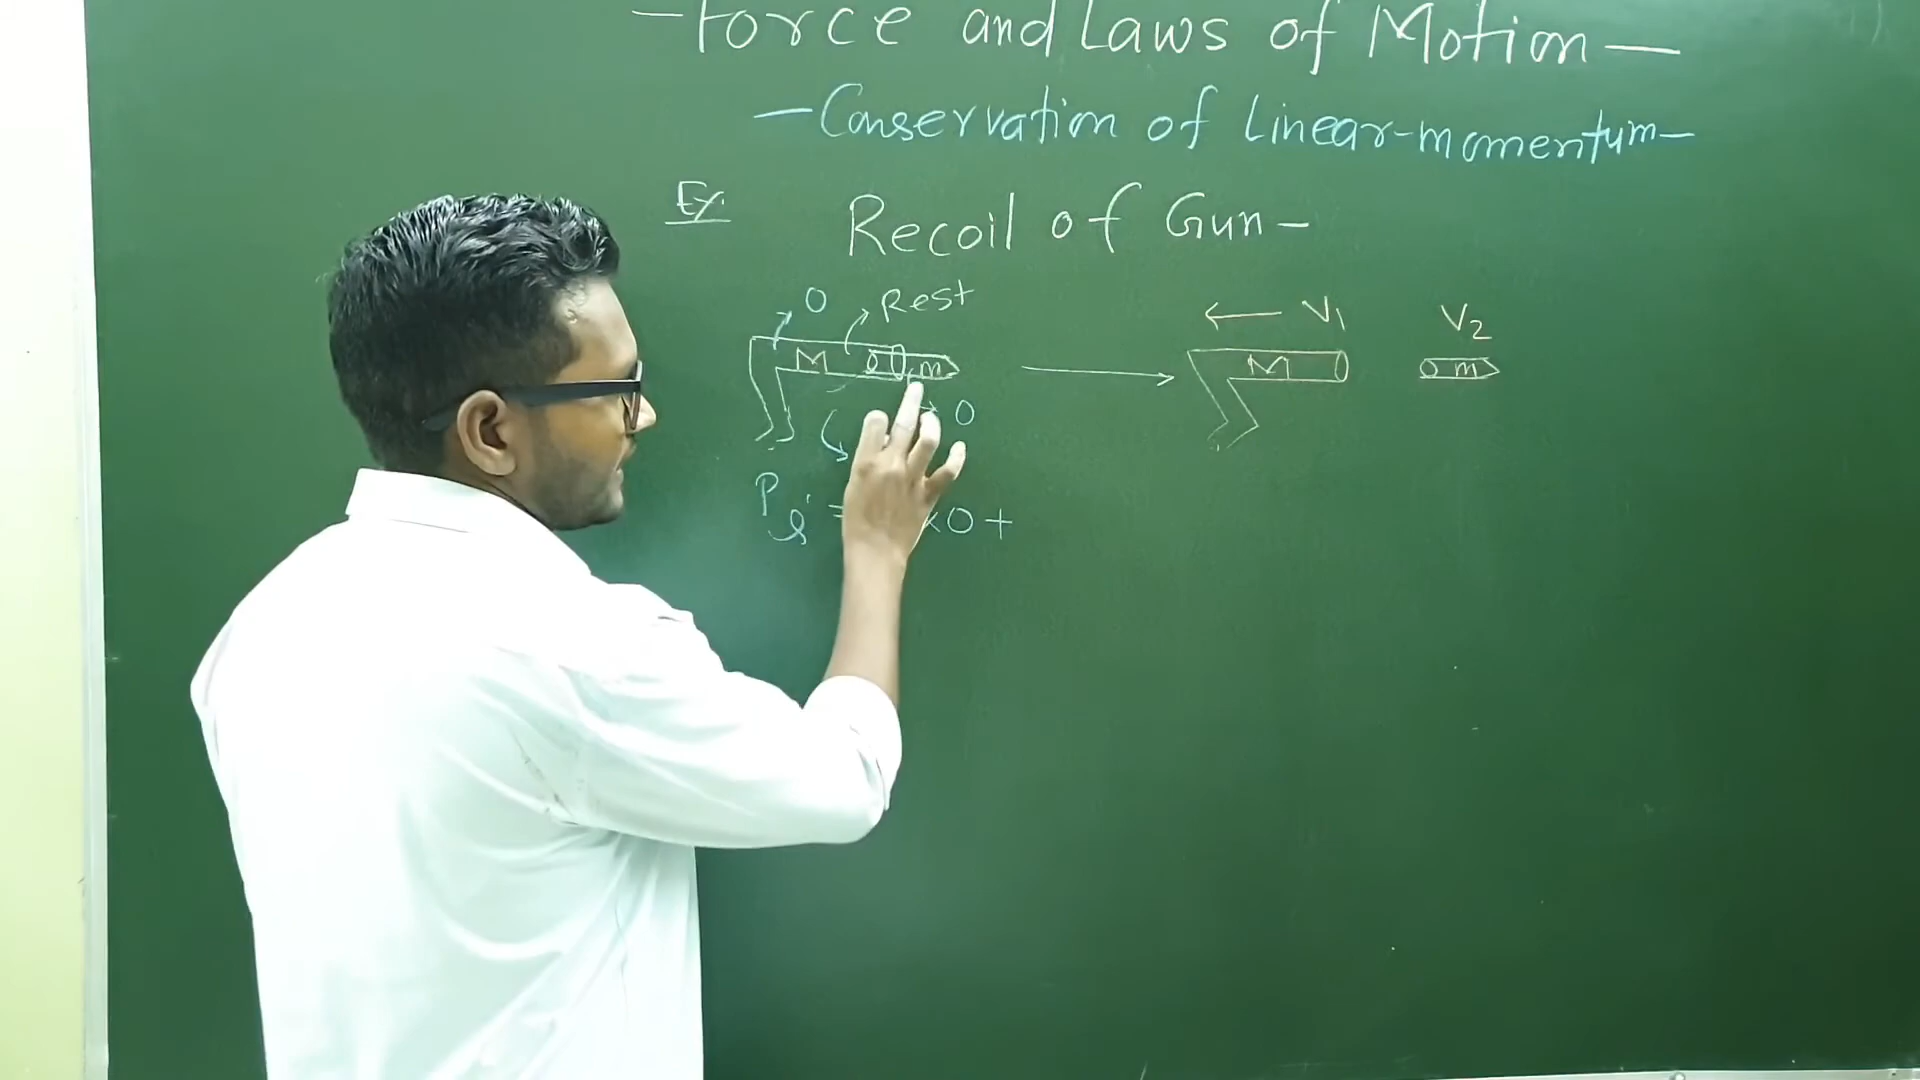 — Force and Laws of Motion —
— Conservation of Linear-momentum —
Ex. Recoil of Gun -
0 Rest ← V₁ V₂
M m → M m
0
Pᵢ = ×0 +